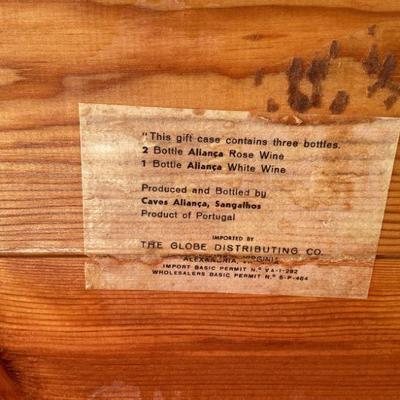 "This gift case contains three bottles.
2 Bottle Aliança Rose Wine
1 Bottle Aliança White Wine
Produced and Bottled by
Caves Aliança, Sangalhos
Product of Portugal
IMPORTED BY
THE GLOBE DISTRIBUTING CO.
ALEXANDRIA, VIRGINIA
IMPORT BASIC PERMIT N.º VA-I-292
WHOLESALERS BASIC PERMIT N.º 5-P-464